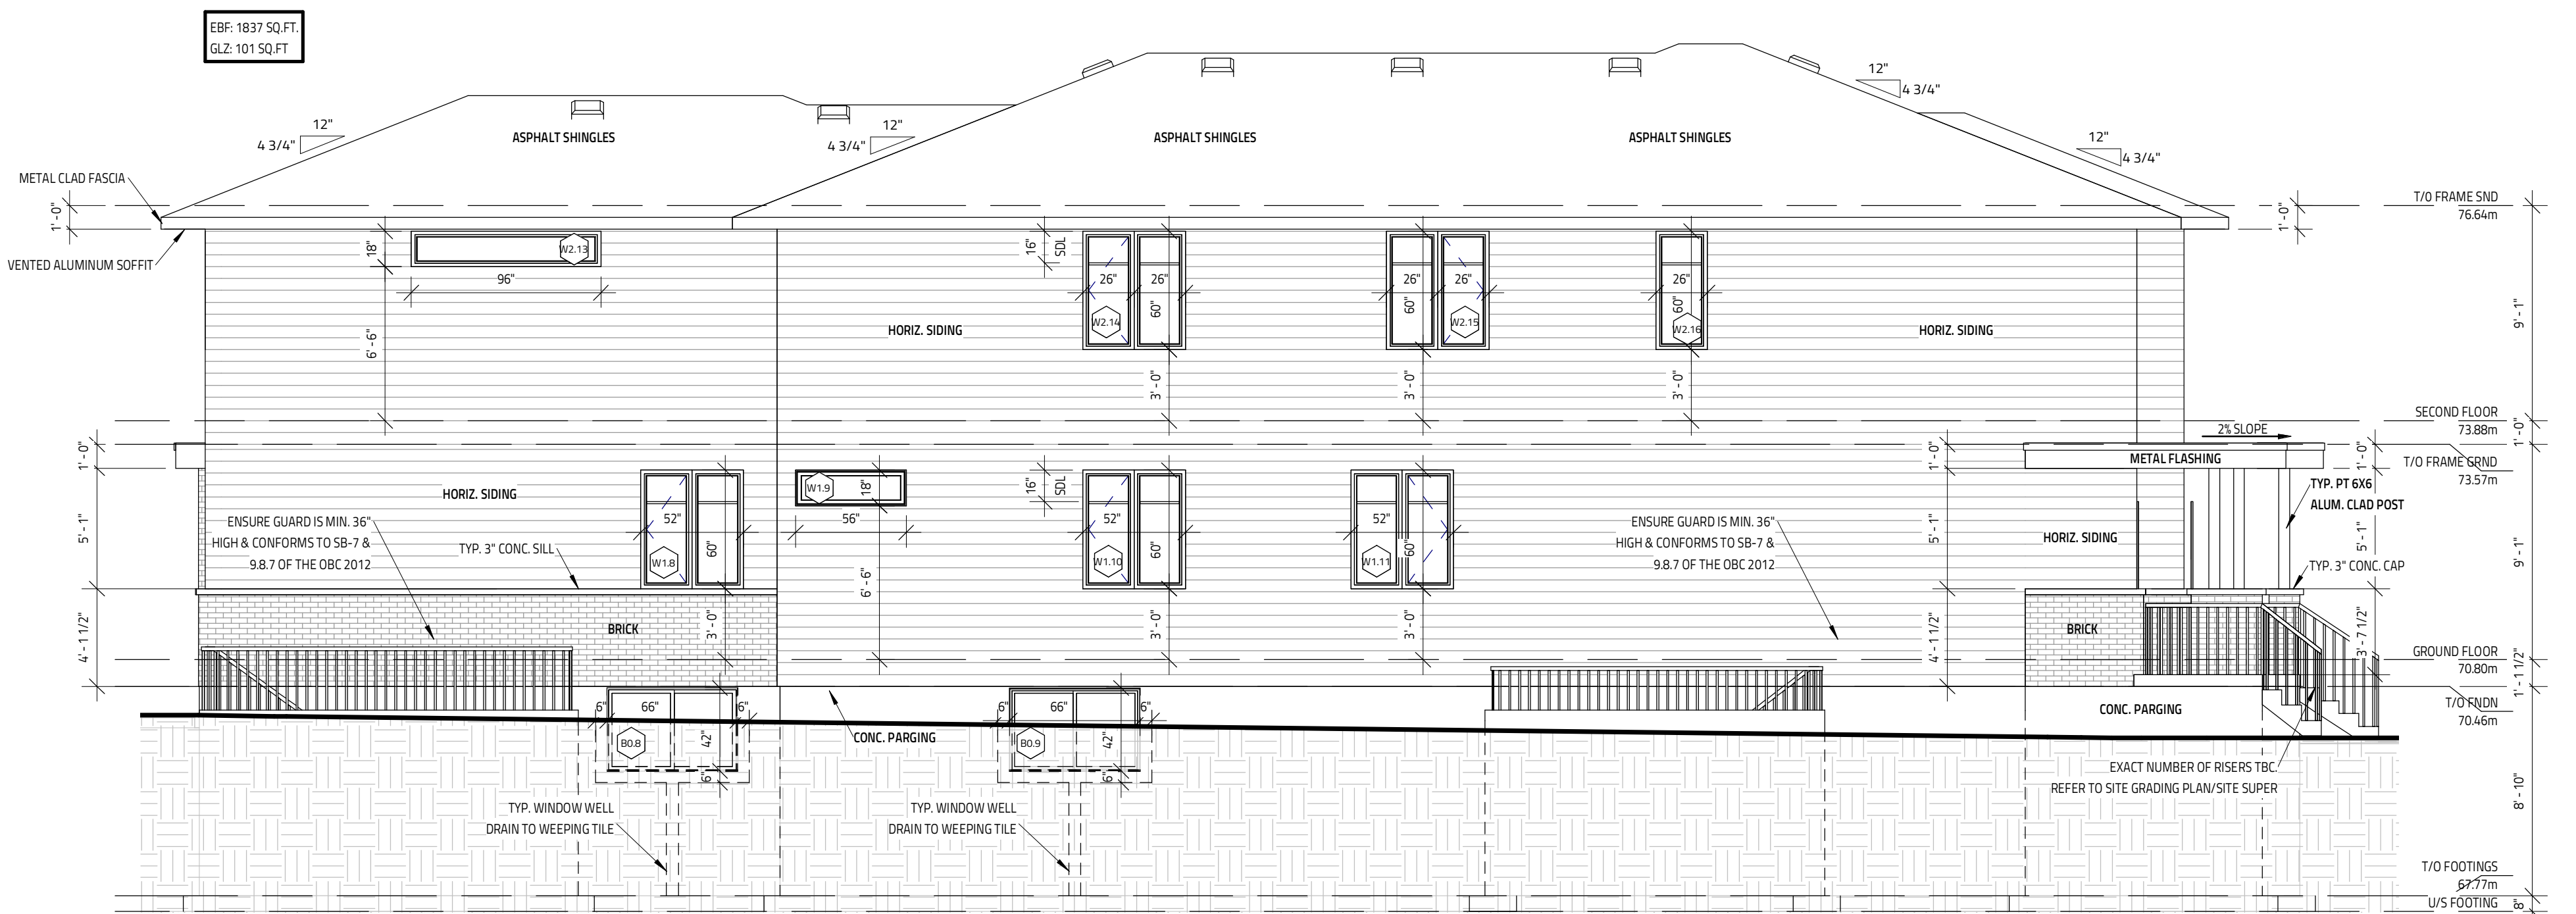 EBF: 1837 SQ.FT.
GLZ: 101 SQ.FT
12"
4 3/4"
12"
4 3/4"
12"
4 3/4"
12"
4 3/4"
ASPHALT SHINGLES
ASPHALT SHINGLES
ASPHALT SHINGLES
METAL CLAD FASCIA
1' - 0"
VENTED ALUMINUM SOFFIT
T/O FRAME SND
76.64m
1' - 0"
18"
W2.13
96"
6' - 6"
16"
SDL
26"
26"
W2.14
60"
3' - 0"
26"
26"
60"
W2.15
3' - 0"
26"
60"
W2.16
3' - 0"
HORIZ. SIDING
HORIZ. SIDING
9' - 1"
SECOND FLOOR
73.88m
1' - 0"
2% SLOPE
METAL FLASHING
1' - 0"
T/O FRAME GRND
73.57m
TYP. PT 6X6
ALUM. CLAD POST
1' - 0"
5' - 1"
4' - 1 1/2"
HORIZ. SIDING
ENSURE GUARD IS MIN. 36"
HIGH & CONFORMS TO SB-7 &
9.8.7 OF THE OBC 2012
TYP. 3" CONC. SILL
52"
W1.8
60"
3' - 0"
W1.9
18"
56"
6' - 6"
16"
SDL
52"
W1.10
60"
3' - 0"
52"
W1.11
60"
3' - 0"
ENSURE GUARD IS MIN. 36"
HIGH & CONFORMS TO SB-7 &
9.8.7 OF THE OBC 2012
1' - 0"
5' - 1"
4' - 1 1/2"
HORIZ. SIDING
5' - 1"
TYP. 3" CONC. CAP
9' - 1"
BRICK
BRICK
3' - 7 1/2"
GROUND FLOOR
70.80m
1' - 1 1/2"
T/O FNDN
70.46m
6"
66"
6"
B0.8
42"
6"
CONC. PARGING
6"
66"
6"
B0.9
42"
6"
CONC. PARGING
EXACT NUMBER OF RISERS TBC.
REFER TO SITE GRADING PLAN/SITE SUPER
8' - 10"
TYP. WINDOW WELL
DRAIN TO WEEPING TILE
TYP. WINDOW WELL
DRAIN TO WEEPING TILE
T/O FOOTINGS
67.77m
U/S FOOTING
8"